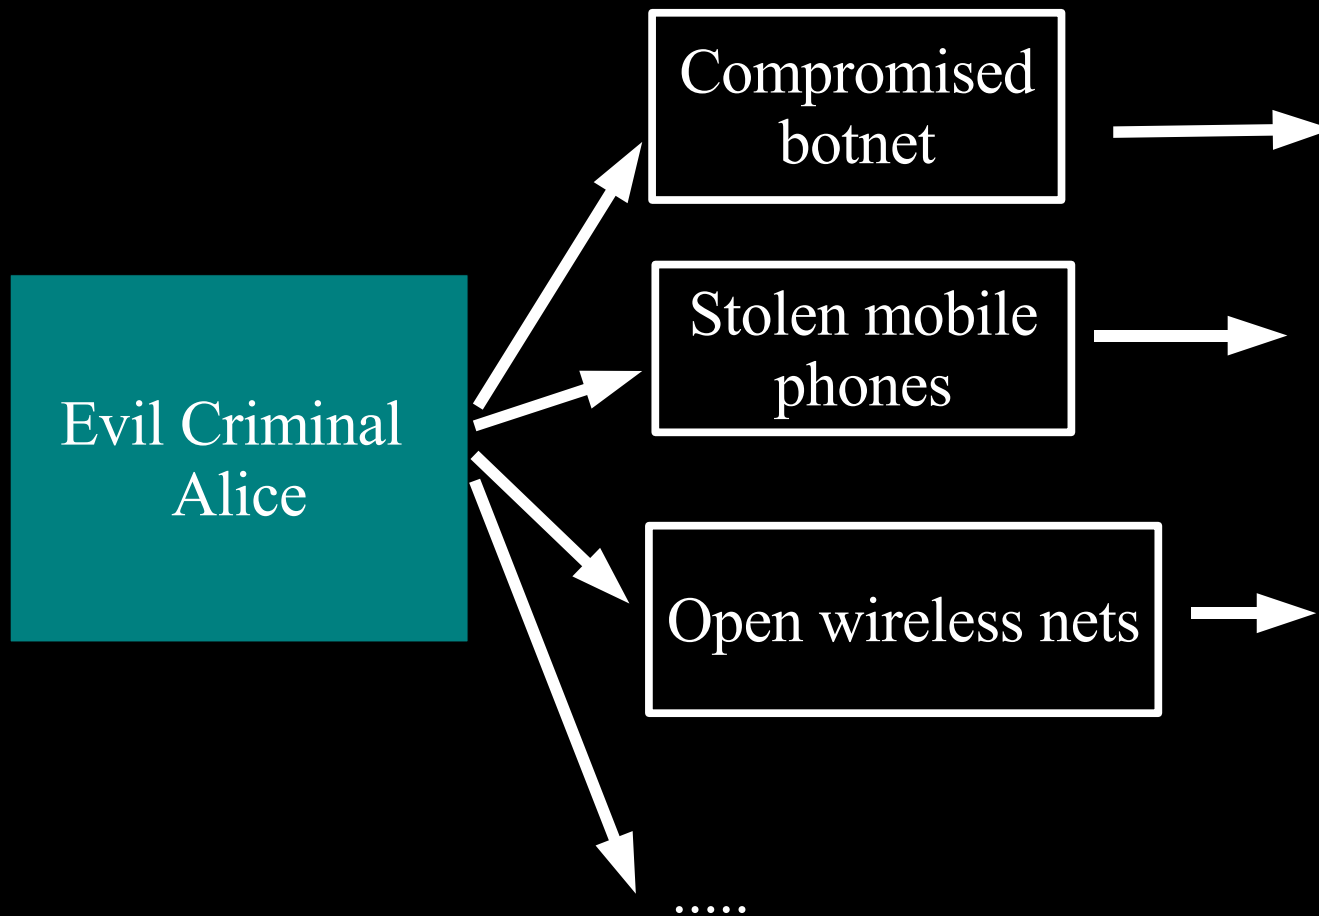 Compromised
botnet
Stolen mobile
phones
Evil Criminal
Alice
Open wireless nets
.....